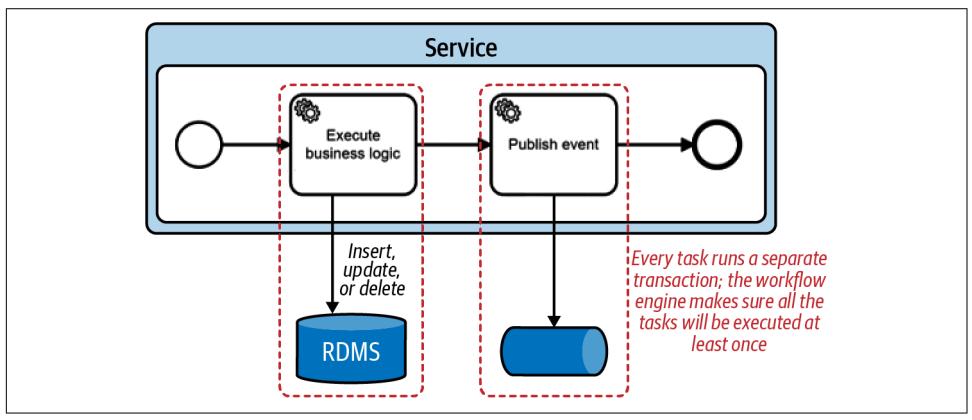 Service
Execute
business logic
Publish event
Insert,
update,
or delete
RDMS
Every task runs a separate
transaction; the workflow
engine makes sure all the
tasks will be executed at
least once